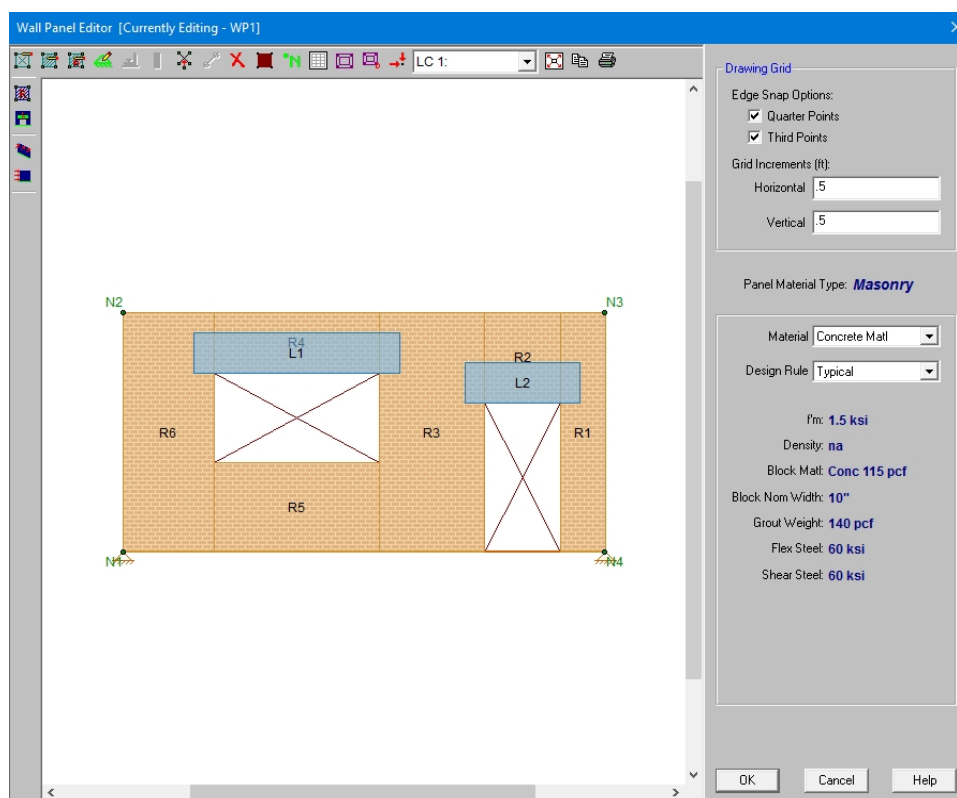 Wall Panel Editor [Currently Editing - WP1]
LC 1:
Drawing Grid
Edge Snap Options:
Quarter Points
Third Points
Grid Increments (ft):
Horizontal .5
Vertical .5
Panel Material Type: Masonry
Material Concrete Matl
Design Rule Typical
f'm: 1.5 ksi
Density: na
Block Matl: Conc 115 pcf
Block Nom Width: 10"
Grout Weight: 140 pcf
Flex Steel: 60 ksi
Shear Steel: 60 ksi
N2
N3
R4
L1
R2
L2
R6
R3
R1
R5
N1
N4
OK Cancel Help